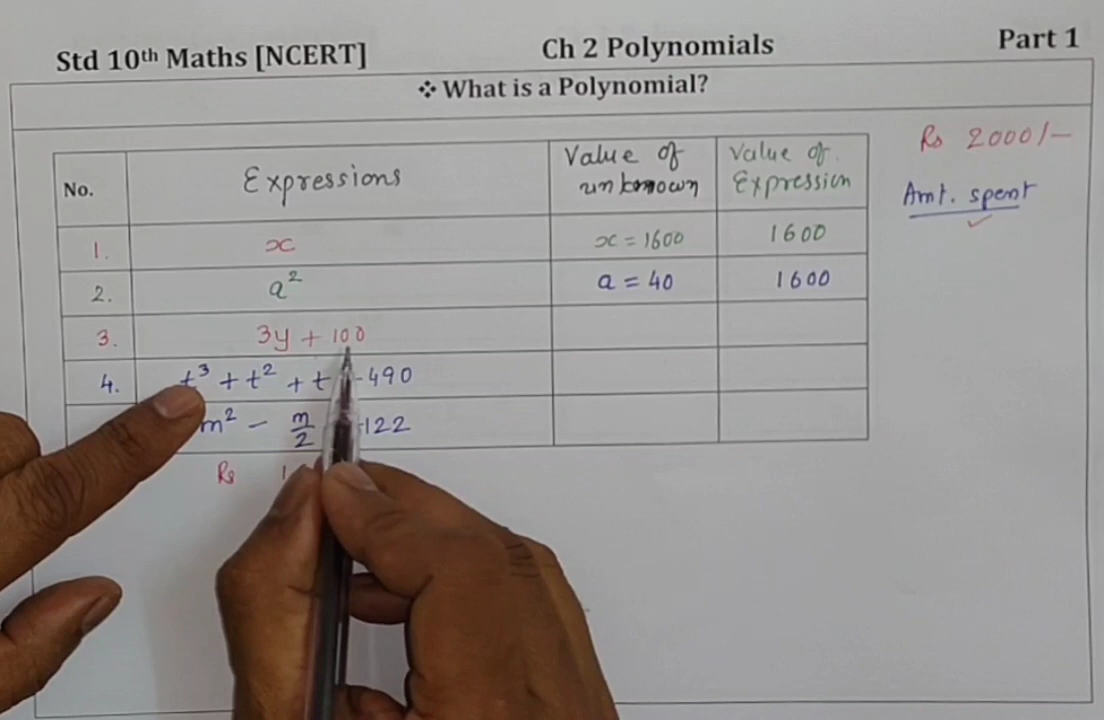 Std 10th Maths [NCERT] Ch 2 Polynomials Part 1
❖ What is a Polynomial?
Rs 2000/-
Amt. spent
No. Expressions Value of unknown Value of Expression
1. x x = 1600 1600
2. a² a = 40 1600
3. 3y + 100
4. t³ + t² + t -490
m² - m/2 122
Rs